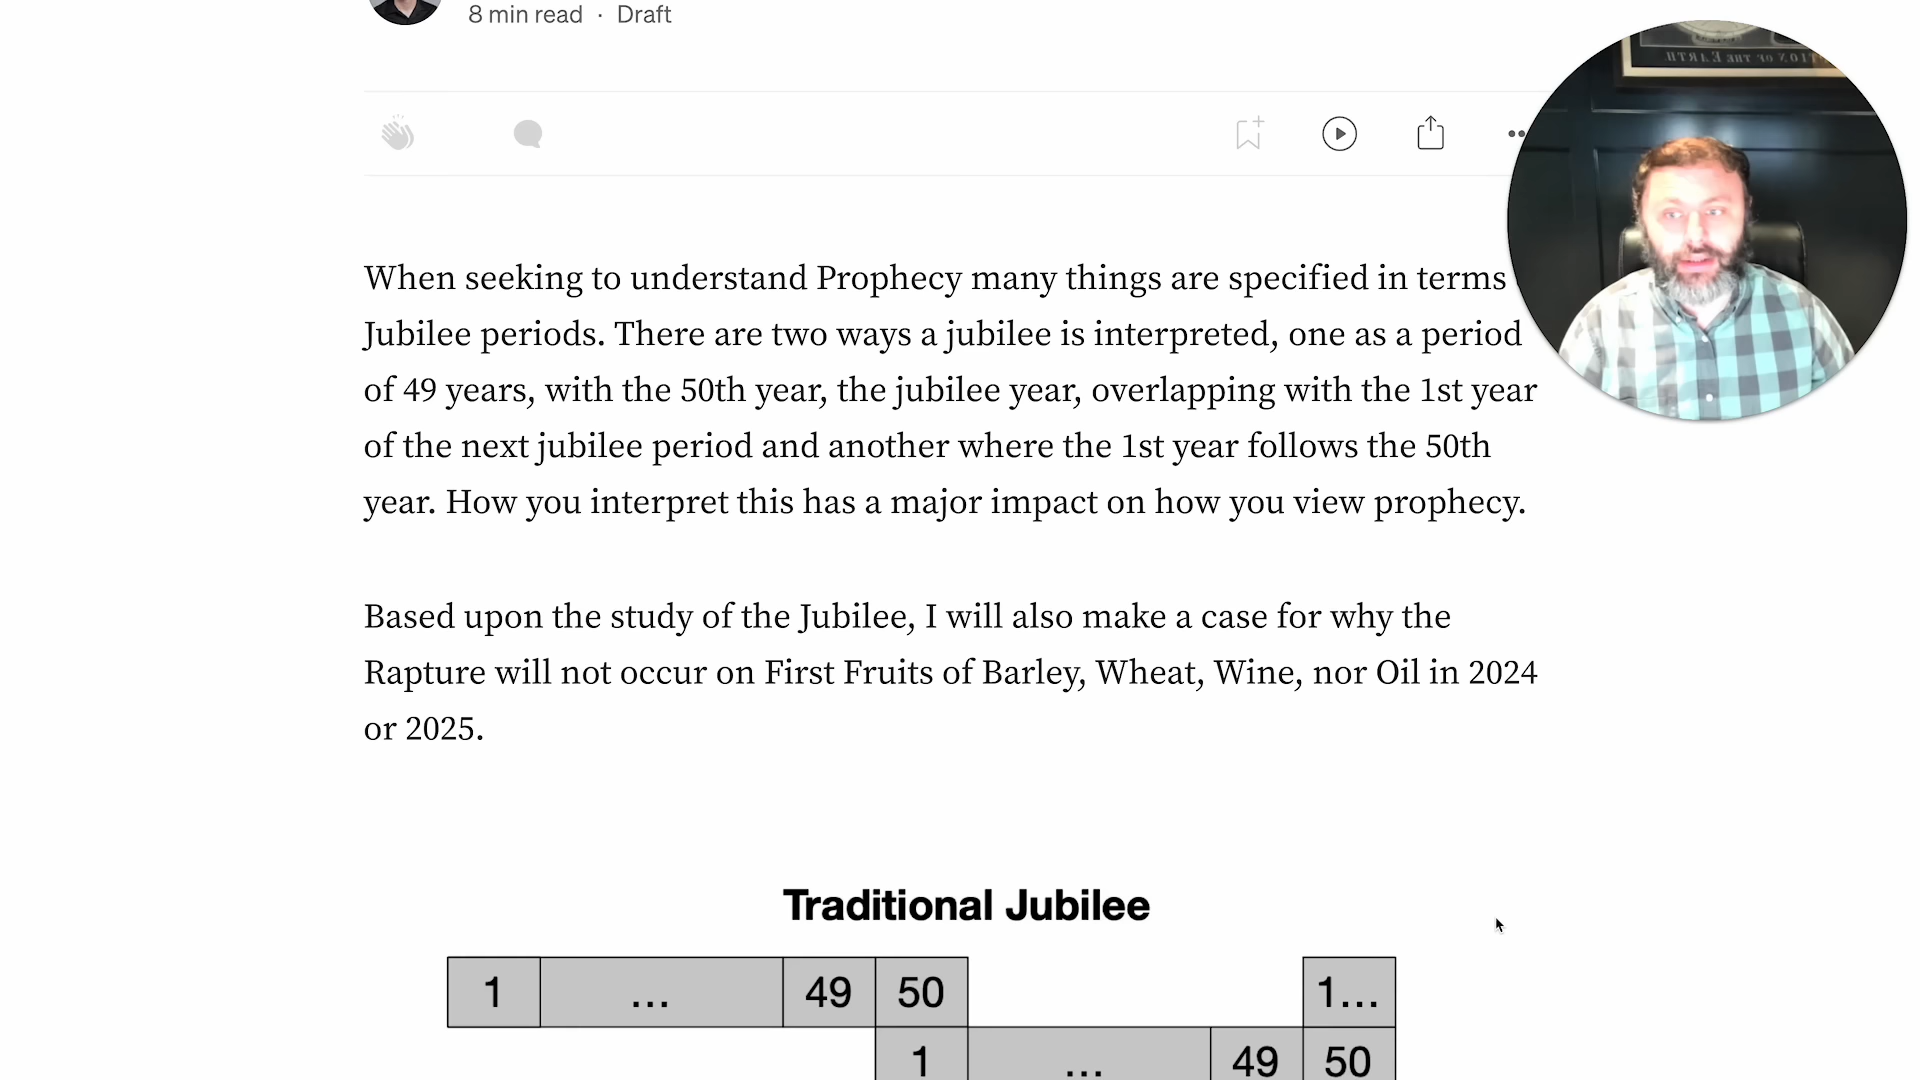 8 min read · Draft
When seeking to understand Prophecy many things are specified in terms
Jubilee periods. There are two ways a jubilee is interpreted, one as a period
of 49 years, with the 50th year, the jubilee year, overlapping with the 1st year
of the next jubilee period and another where the 1st year follows the 50th
year. How you interpret this has a major impact on how you view prophecy.
Based upon the study of the Jubilee, I will also make a case for why the
Rapture will not occur on First Fruits of Barley, Wheat, Wine, nor Oil in 2024
or 2025.
Traditional Jubilee
1 ... 49 50 1...
1 ... 49 50